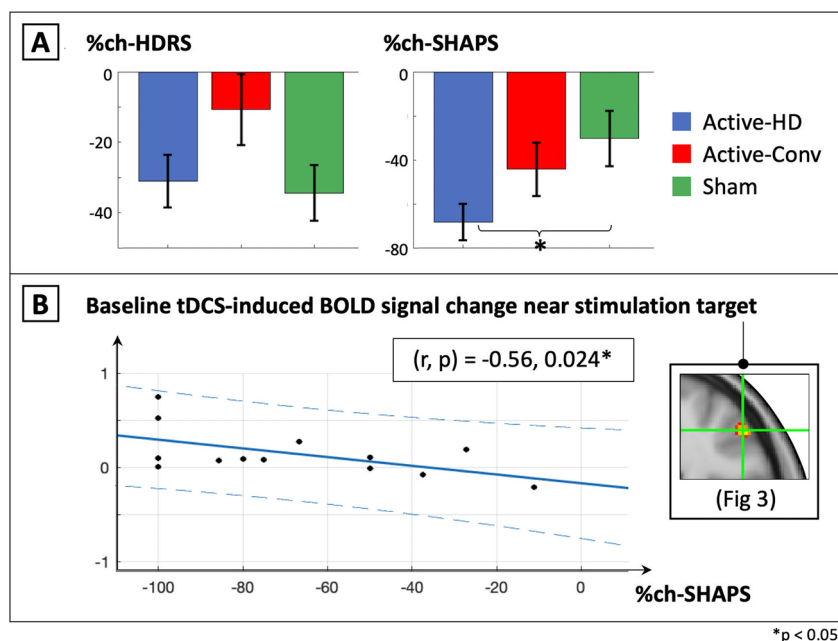 A
%ch-HDRS
%ch-SHAPS
0
-20
-40
0
-40
-80
*
Active-HD
Active-Conv
Sham
B
Baseline tDCS-induced BOLD signal change near stimulation target
(r, p) = -0.56, 0.024*
1
0
-1
-100
-80
-60
-40
-20
0
%ch-SHAPS
(Fig 3)
*p < 0.05